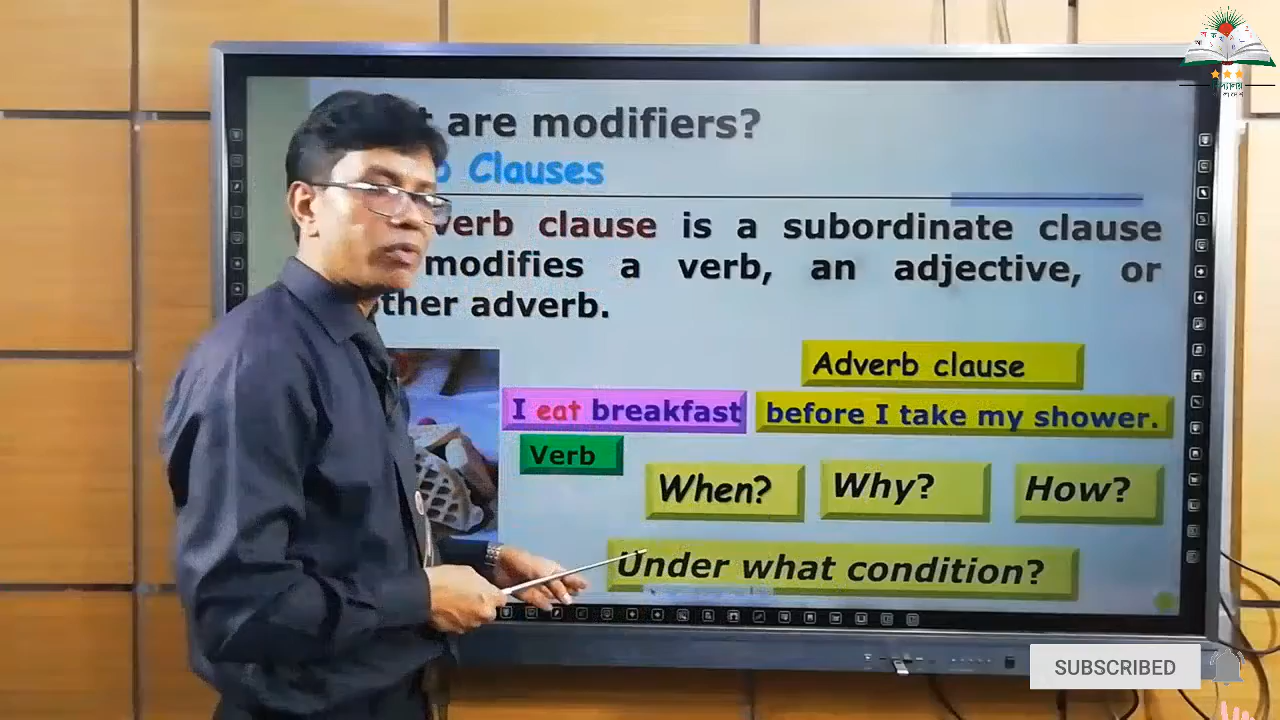 are modifiers?
Clauses
verb clause is a subordinate clause
modifies a verb, an adjective, or
other adverb.
Adverb clause
I eat breakfast before I take my shower.
Verb
When? Why? How?
Under what condition?
SUBSCRIBED